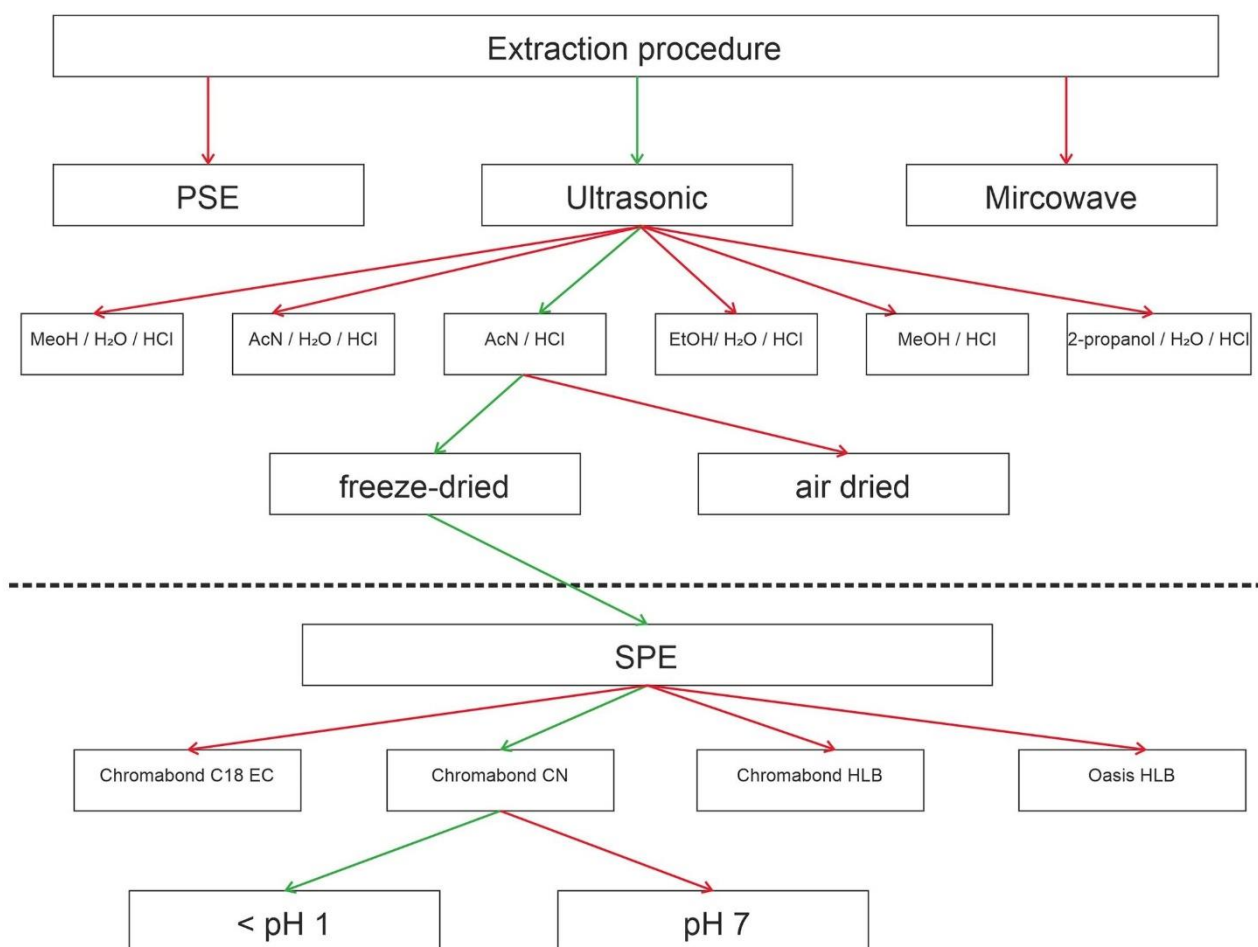 Extraction procedure
PSE
Ultrasonic
Mircowave
MeoH / H₂O / HCl
AcN / H₂O / HCl
AcN / HCl
EtOH/ H₂O / HCl
MeOH / HCl
2-propanol / H₂O / HCl
freeze-dried
air dried
SPE
Chromabond C18 EC
Chromabond CN
Chromabond HLB
Oasis HLB
< pH 1
pH 7